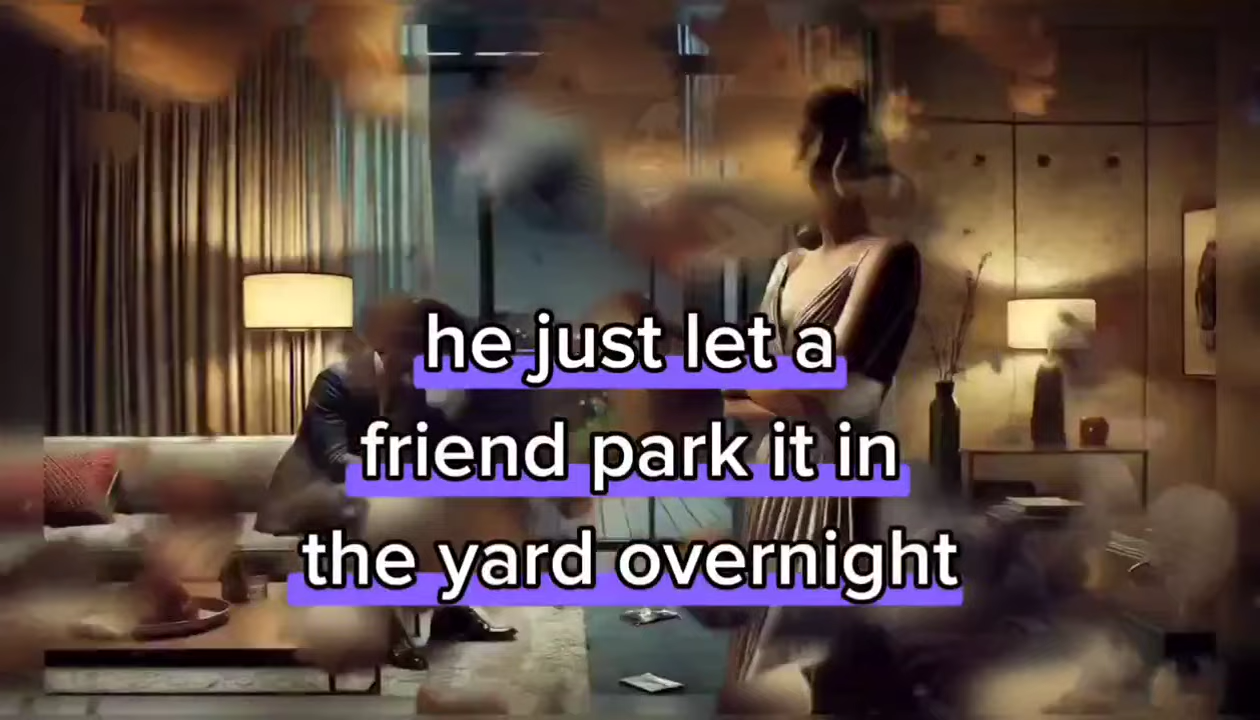 he just let a
friend park it in
the yard overnight